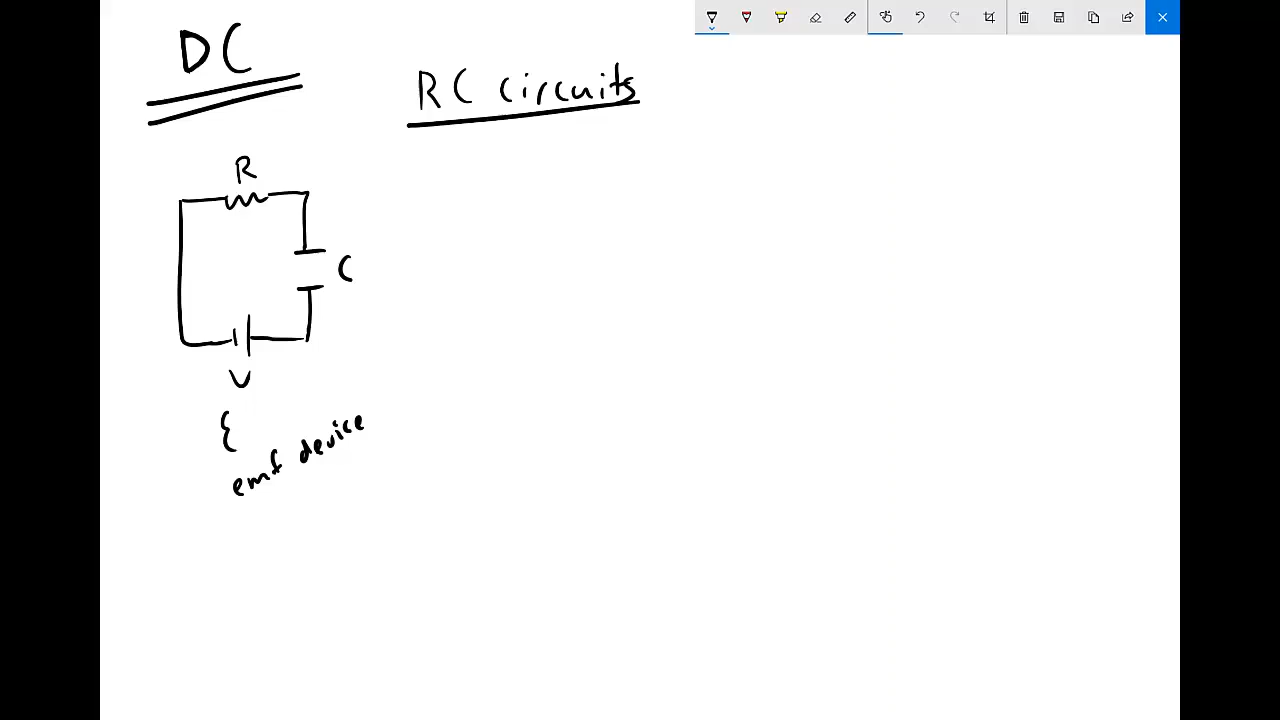 DC
RC circuits
R
C
V
ℰ
emf device